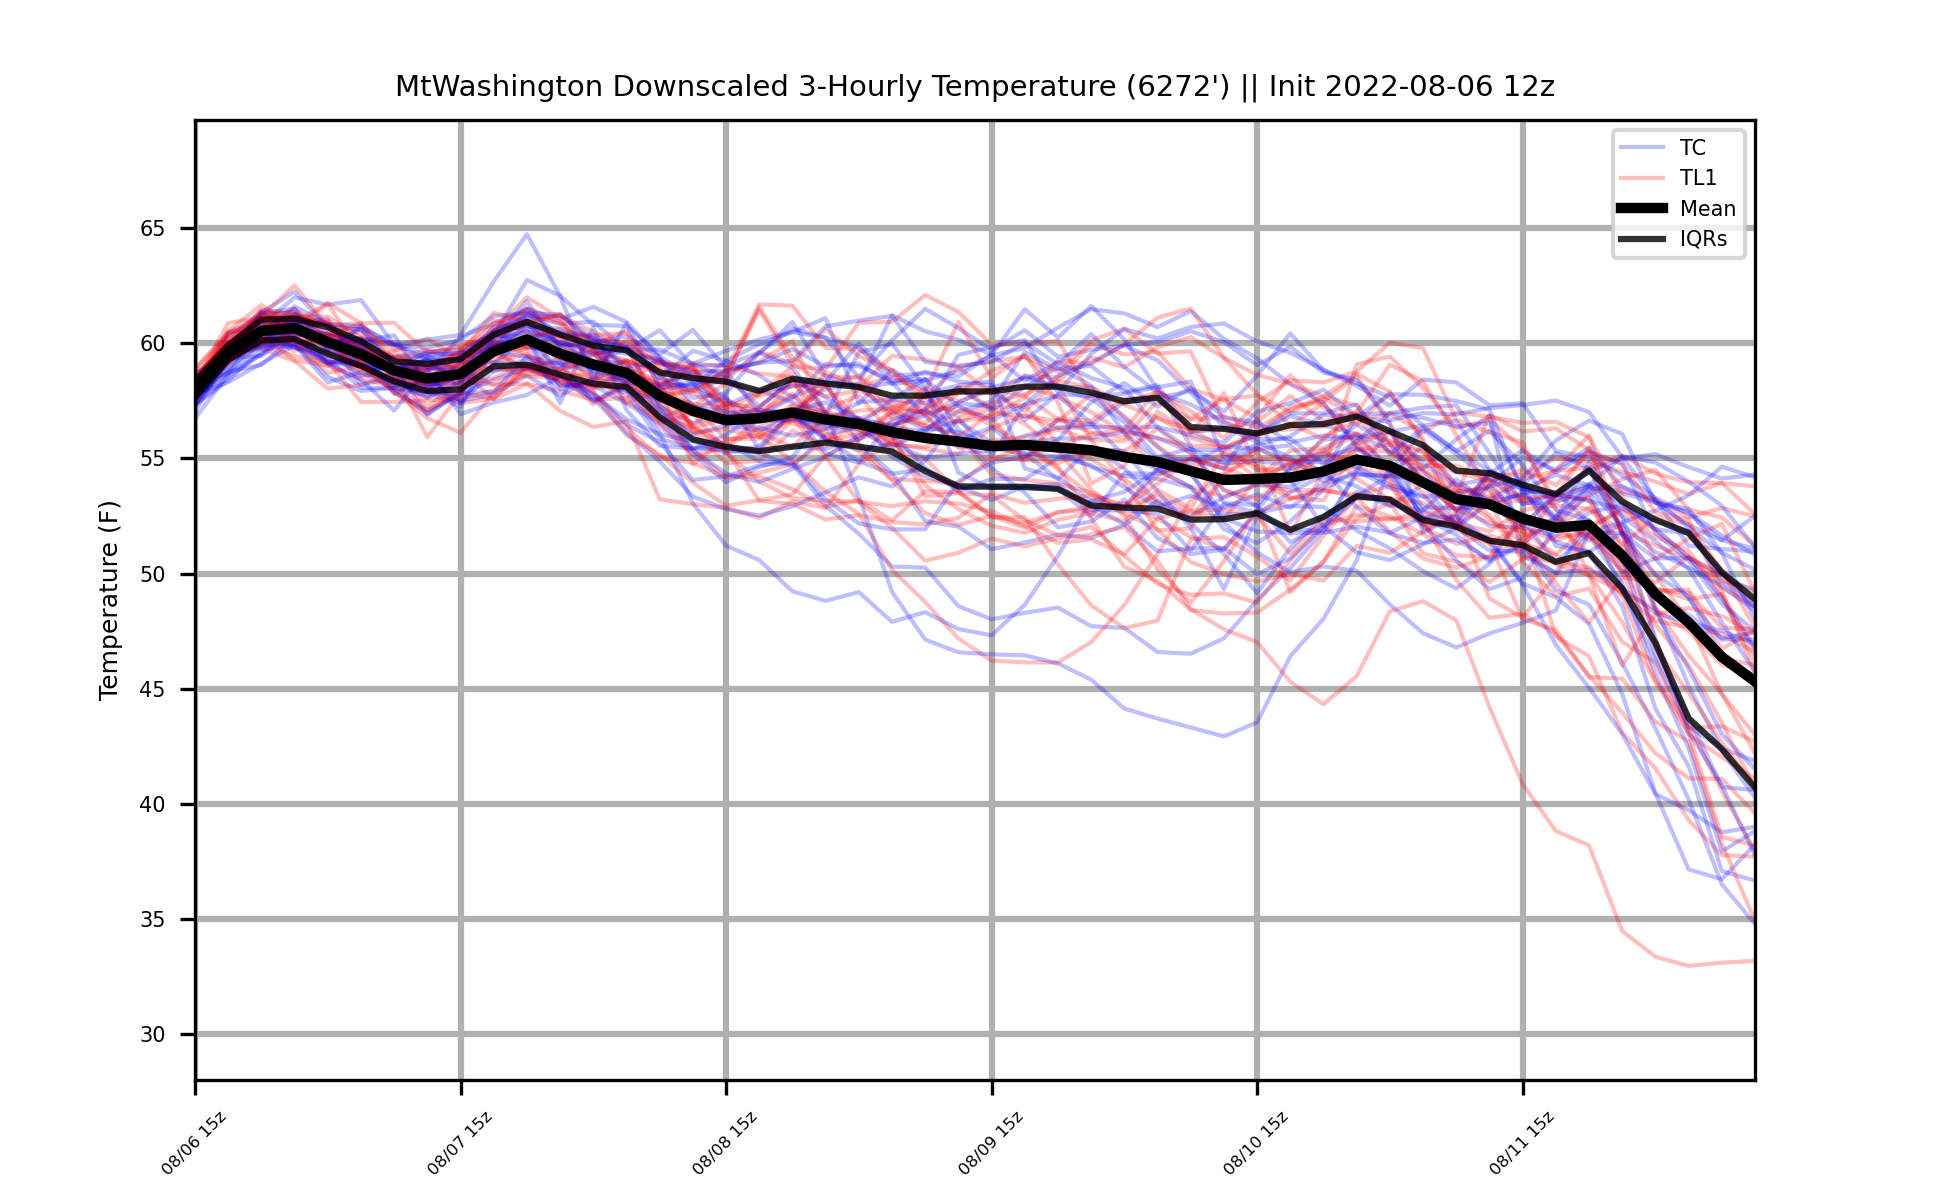 MtWashington Downscaled 3-Hourly Temperature (6272') || Init 2022-08-06 12z
TC
TL1
Mean
IQRs
Temperature (F)
65
60
55
50
45
40
35
30
08/06 15z
08/07 15z
08/08 15z
08/09 15z
08/10 15z
08/11 15z